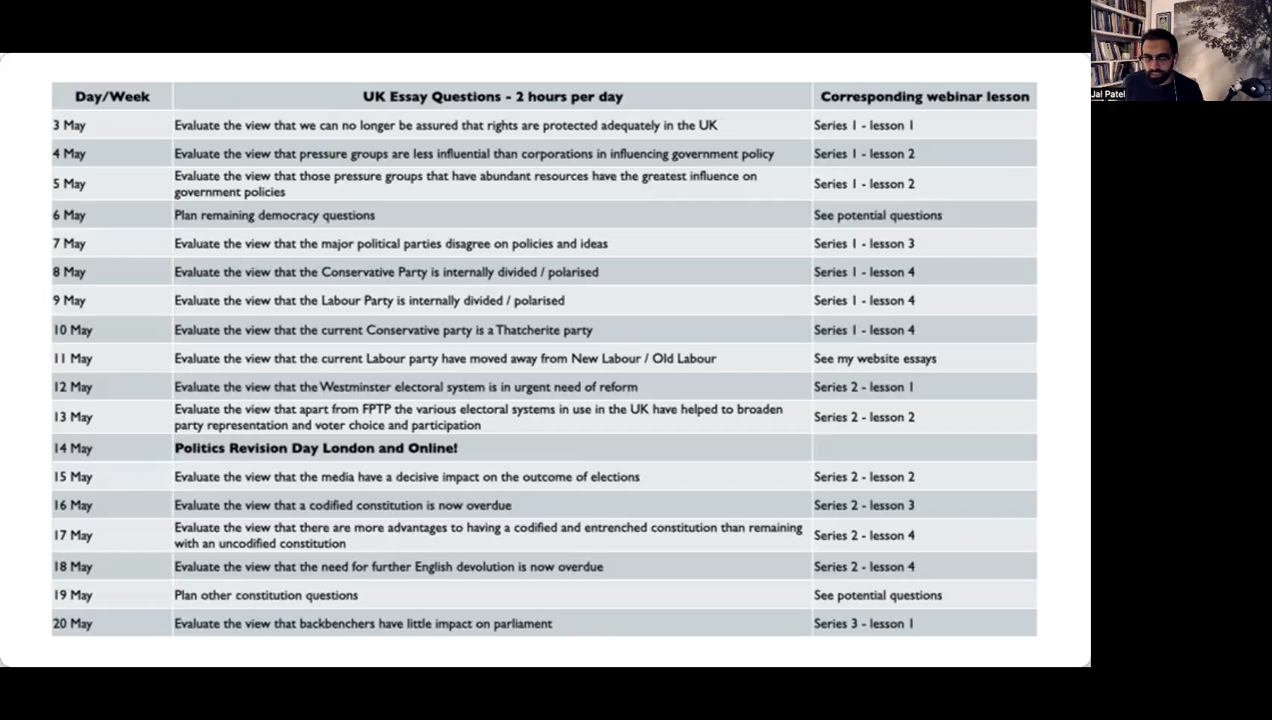 Day/Week UK Essay Questions - 2 hours per day Corresponding webinar lesson
3 May Evaluate the view that we can no longer be assured that rights are protected adequately in the UK Series 1 - lesson 1
4 May Evaluate the view that pressure groups are less influential than corporations in influencing government policy Series 1 - lesson 2
5 May Evaluate the view that those pressure groups that have abundant resources have the greatest influence on
government policies Series 1 - lesson 2
6 May Plan remaining democracy questions See potential questions
7 May Evaluate the view that the major political parties disagree on policies and ideas Series 1 - lesson 3
8 May Evaluate the view that the Conservative Party is internally divided / polarised Series 1 - lesson 4
9 May Evaluate the view that the Labour Party is internally divided / polarised Series 1 - lesson 4
10 May Evaluate the view that the current Conservative party is a Thatcherite party Series 1 - lesson 4
11 May Evaluate the view that the current Labour party have moved away from New Labour / Old Labour See my website essays
12 May Evaluate the view that the Westminster electoral system is in urgent need of reform Series 2 - lesson 1
13 May Evaluate the view that apart from FPTP the various electoral systems in use in the UK have helped to broaden
party representation and voter choice and participation Series 2 - lesson 2
14 May Politics Revision Day London and Online!
15 May Evaluate the view that the media have a decisive impact on the outcome of elections Series 2 - lesson 2
16 May Evaluate the view that a codified constitution is now overdue Series 2 - lesson 3
17 May Evaluate the view that there are more advantages to having a codified and entrenched constitution than remaining
with an uncodified constitution Series 2 - lesson 4
18 May Evaluate the view that the need for further English devolution is now overdue Series 2 - lesson 4
19 May Plan other constitution questions See potential questions
20 May Evaluate the view that backbenchers have little impact on parliament Series 3 - lesson 1
Jal Patel